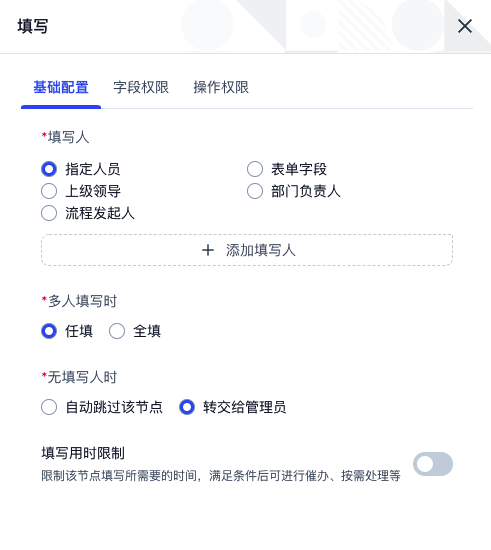 填写
基础配置 字段权限 操作权限
*填写人
指定人员 表单字段
上级领导 部门负责人
流程发起人
+ 添加填写人
*多人填写时
任填 全填
*无填写人时
自动跳过该节点 转交给管理员
填写用时限制
限制该节点填写所需要的时间，满足条件后可进行催办、按需处理等